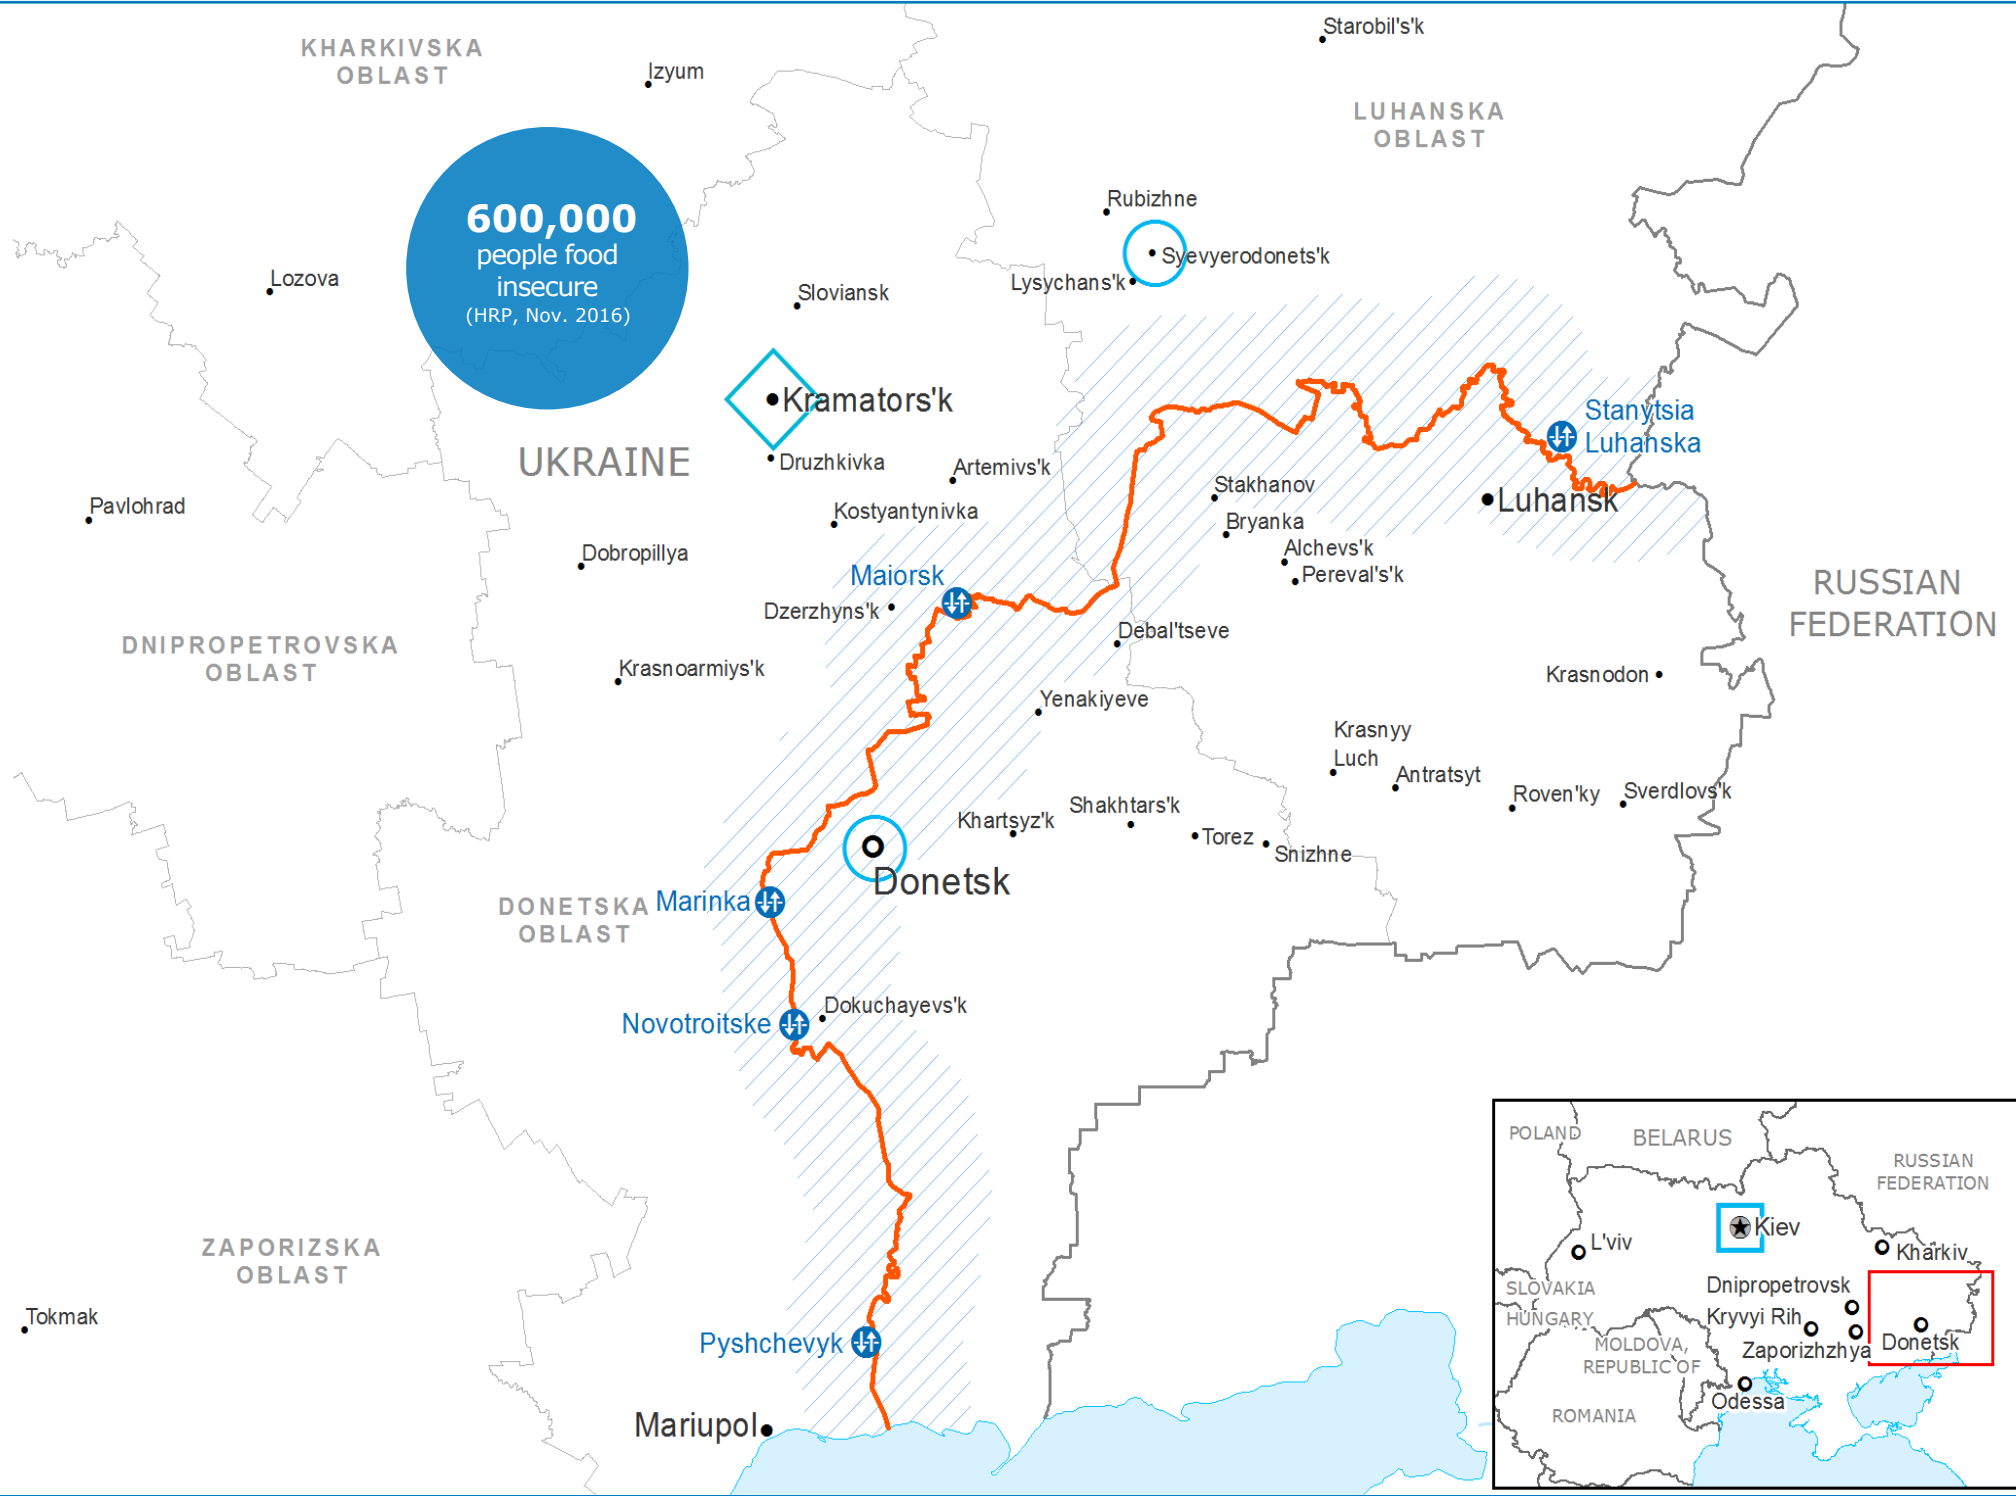 Starobil's'k
KHARKIVSKA
OBLAST
Izyum
LUHANSKA
OBLAST
600,000
people food
insecure
(HRP, Nov. 2016)
Rubizhne
Syevyerodonets'k
Lysychans'k
Lozova
Sloviansk
Kramators'k
Stanytsia
Luhanska
UKRAINE
Druzhkivka
Artemivs'k
Stakhanov
Luhansk
Pavlohrad
Kostyantynivka
Bryanka
Dobropillya
Alchevs'k
Pereval's'k
Maiorsk
Dzerzhyns'k
RUSSIAN
FEDERATION
Debal'tseve
DNIPROPETROVSKA
OBLAST
Krasnoarmiys'k
Krasnodon
Yenakiyeve
Krasnyy
Luch
Antratsyt
Roven'ky
Sverdlovs'k
Shakhtars'k
Khartsyz'k
Torez
Snizhne
Donetsk
DONETSKA
OBLAST
Marinka
Dokuchayevs'k
Novotroitske
ZAPORIZSKA
OBLAST
Tokmak
Pyshchevyk
Mariupol
POLAND
BELARUS
RUSSIAN
FEDERATION
Kiev
L'viv
Kharkiv
SLOVAKIA
HUNGARY
Dnipropetrovsk
Kryvyi Rih
Zaporizhzhya
Donetsk
MOLDOVA,
REPUBLIC OF
Odessa
ROMANIA